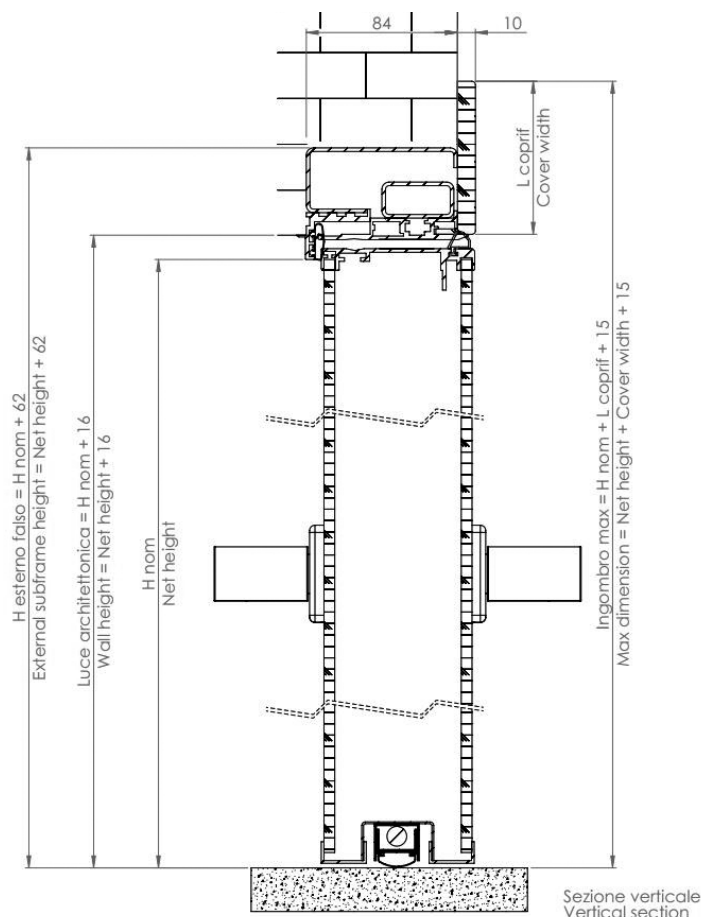 84
10
L coprif
Cover width
H esterno falso = H nom + 62
External subframe height = Net height + 62
Luce architettonica = H nom + 16
Wall height = Net height + 16
H nom
Net height
Ingombro max = H nom + L coprif + 15
Max dimension = Net height + Cover width + 15
Sezione verticale
Vertical section